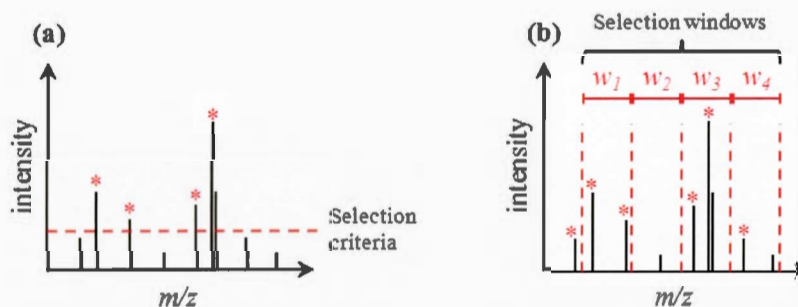 (a)
intensity
* * * *
Selection
criteria
m/z
(b)
Selection windows
w1 w2 w3 w4
intensity
* * * * * *
m/z